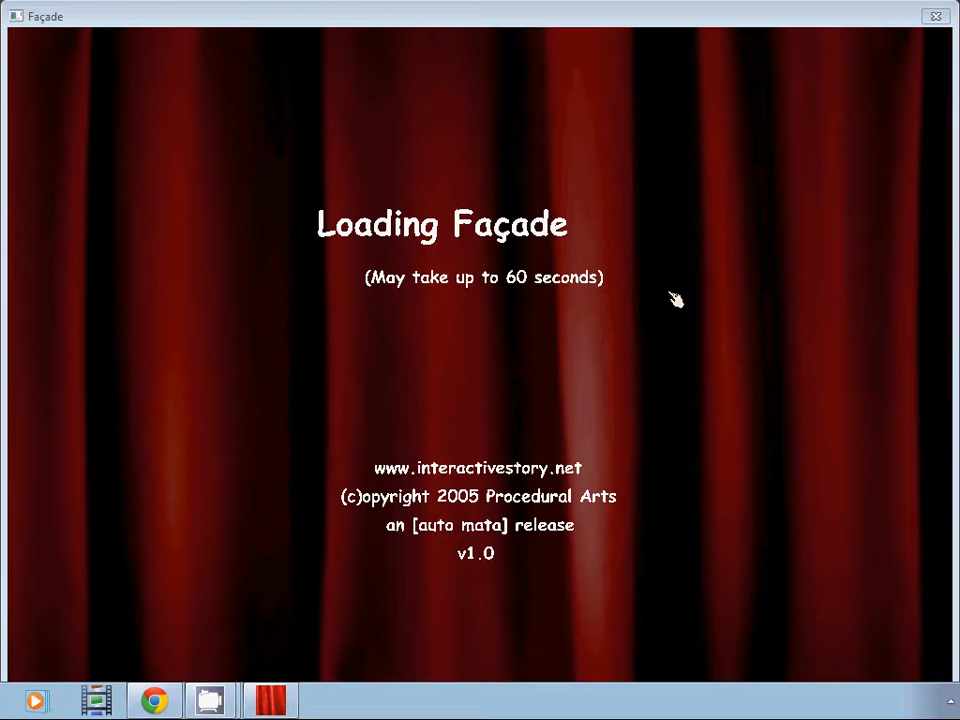 Façade
Loading Façade
(May take up to 60 seconds)
www.interactivestory.net
(c)opyright 2005 Procedural Arts
an [auto mata] release
v1.0